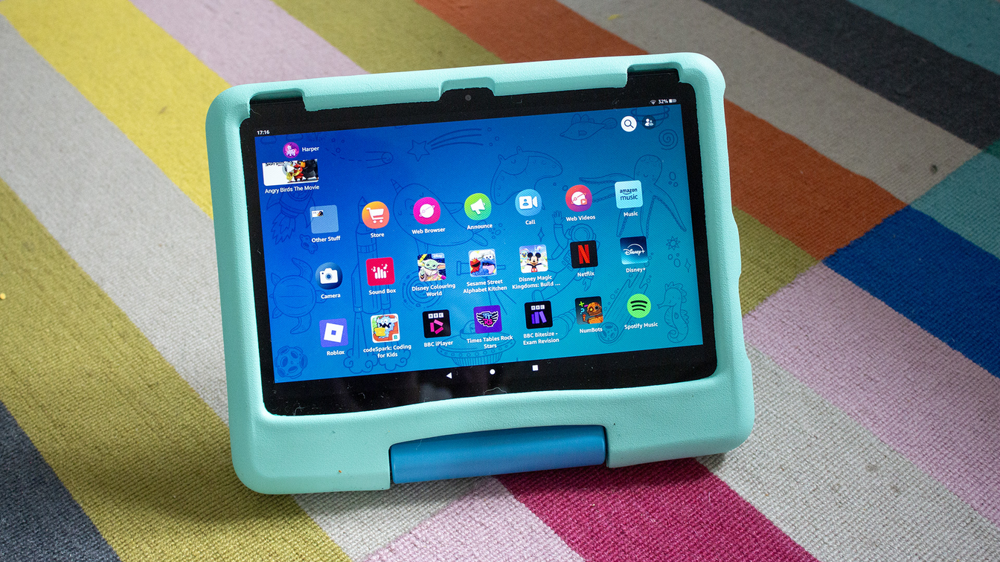 17:16
32%
Harper
Angry Birds The Movie
Other Stuff
Store
Web Browser
Announce
Call
Web Videos
amazon
music
Music
Camera
Sound Box
Disney Colouring
World
Sesame Street
Alphabet Kitchen
Disney Magic
Kingdoms: Build ...
N
Netflix
Disney+
Disney+
Roblox
codeSpark: Coding
for Kids
BBC
BBC iPlayer
TT
RS
Times Tables Rock
Stars
BBC
BBC Bitesize -
Exam Revision
NumBots
Spotify Music